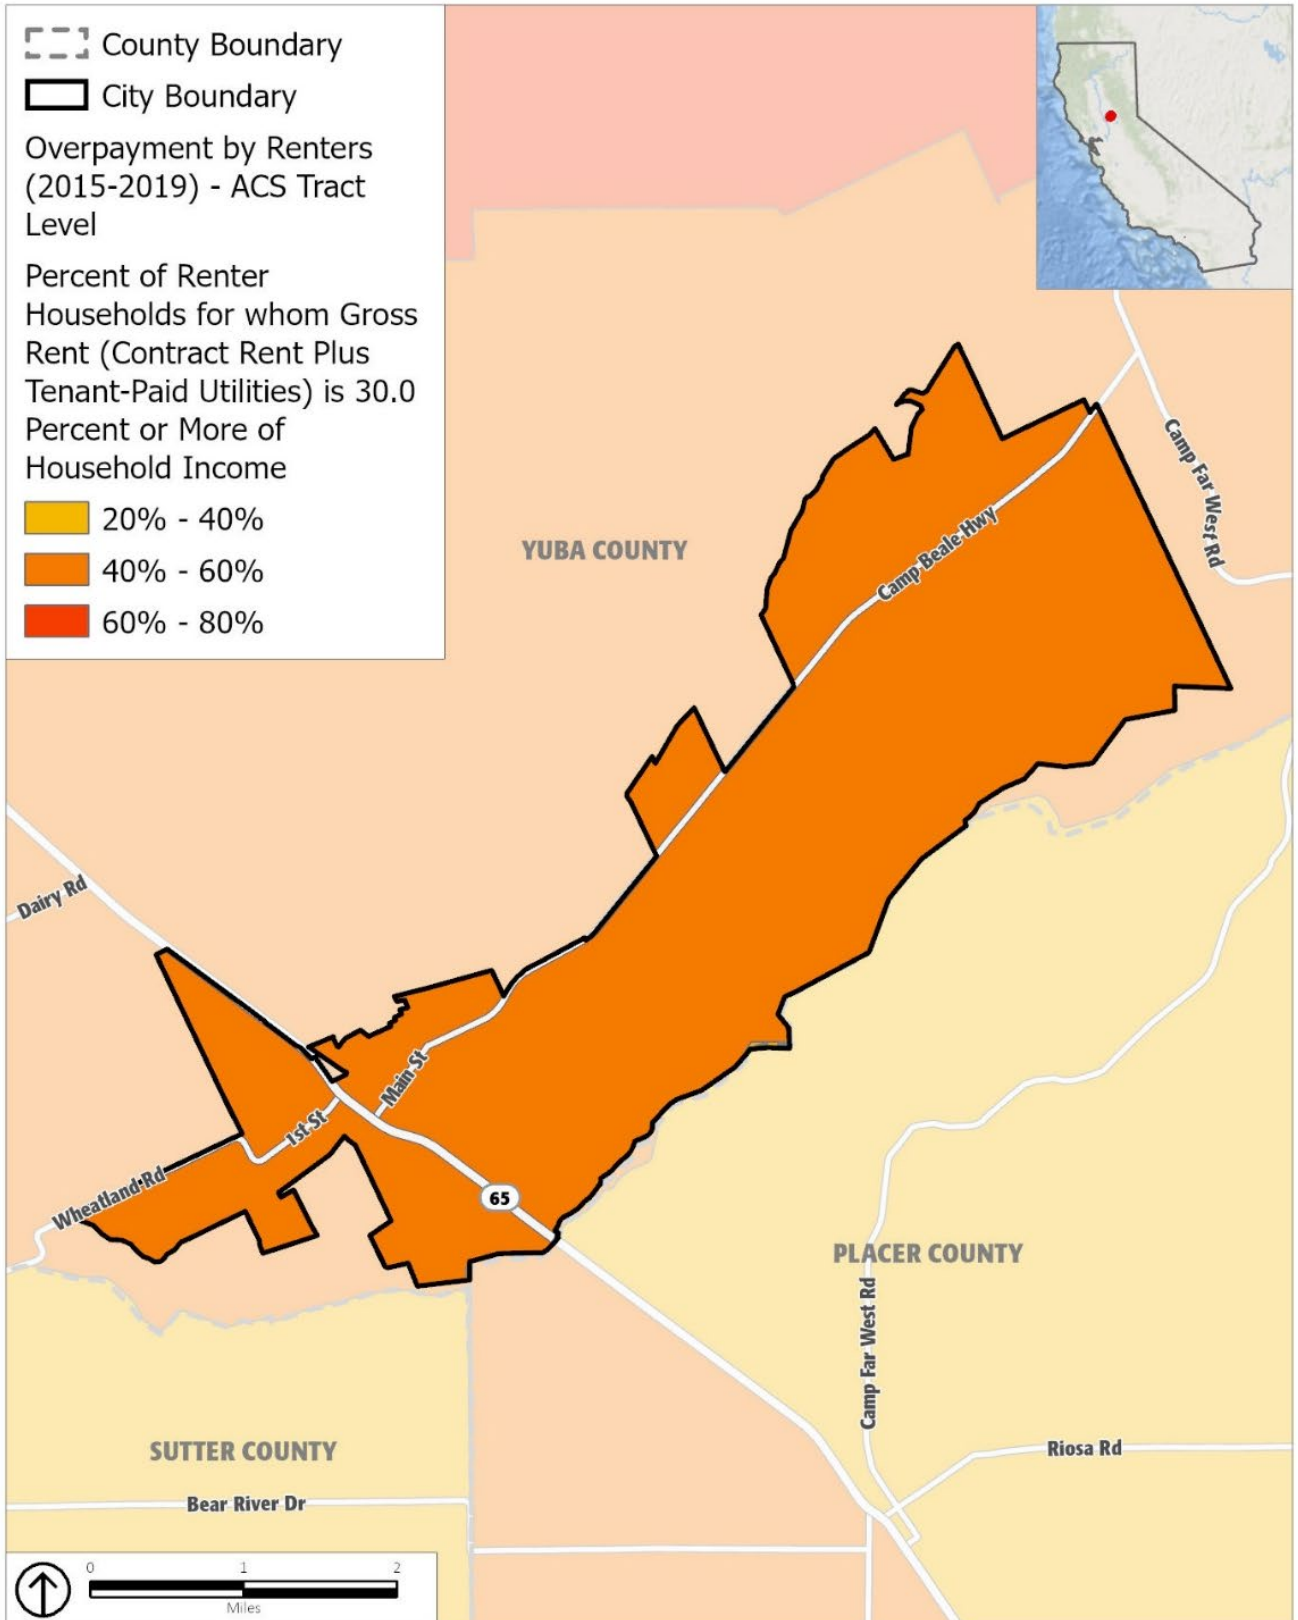 County Boundary
City Boundary
Overpayment by Renters
(2015-2019) - ACS Tract
Level
Percent of Renter
Households for whom Gross
Rent (Contract Rent Plus
Tenant-Paid Utilities) is 30.0
Percent or More of
Household Income
20% - 40%
40% - 60%
60% - 80%
Camp Far West Rd
YUBA COUNTY
Camp Beale Hwy
Dairy Rd
Main St
1st St
Wheatland Rd
65
PLACER COUNTY
Camp Far West Rd
SUTTER COUNTY
Riosa Rd
Bear River Dr
0 1 2
Miles